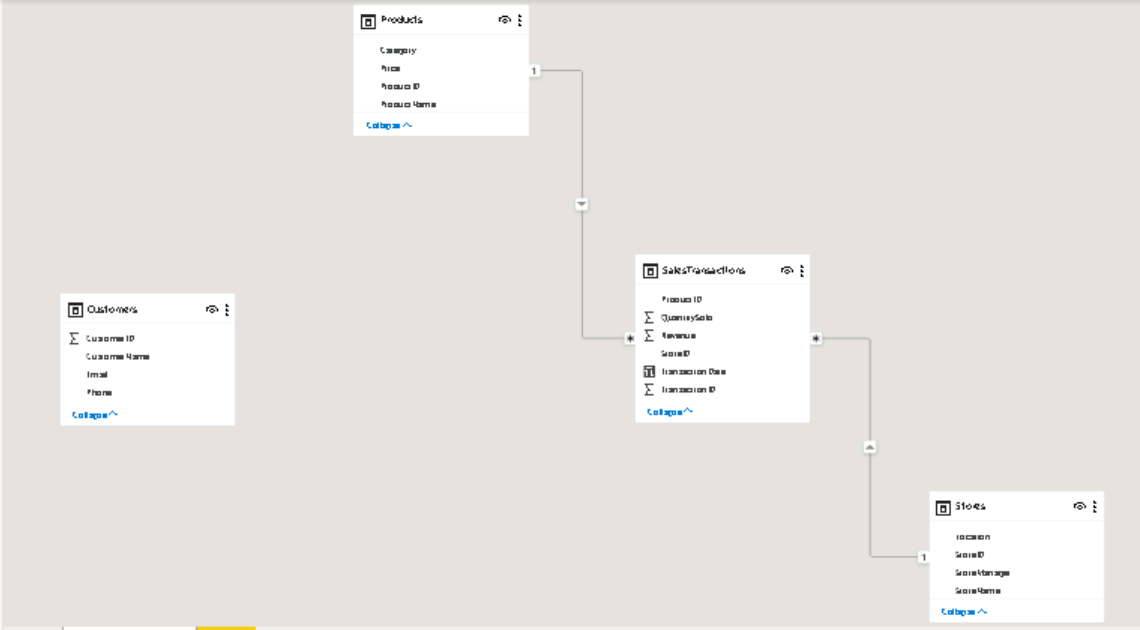 Products
Category
Price
Product ID
Product Name
Collapse
1
SalesTransactions
Product ID
QuantitySold
Revenue
StoreID
Transaction Date
Transaction ID
Collapse
Customers
Customer ID
Customer Name
Email
Phone
Collapse
*
*
Stores
Location
StoreID
StoreManager
StoreName
Collapse
1